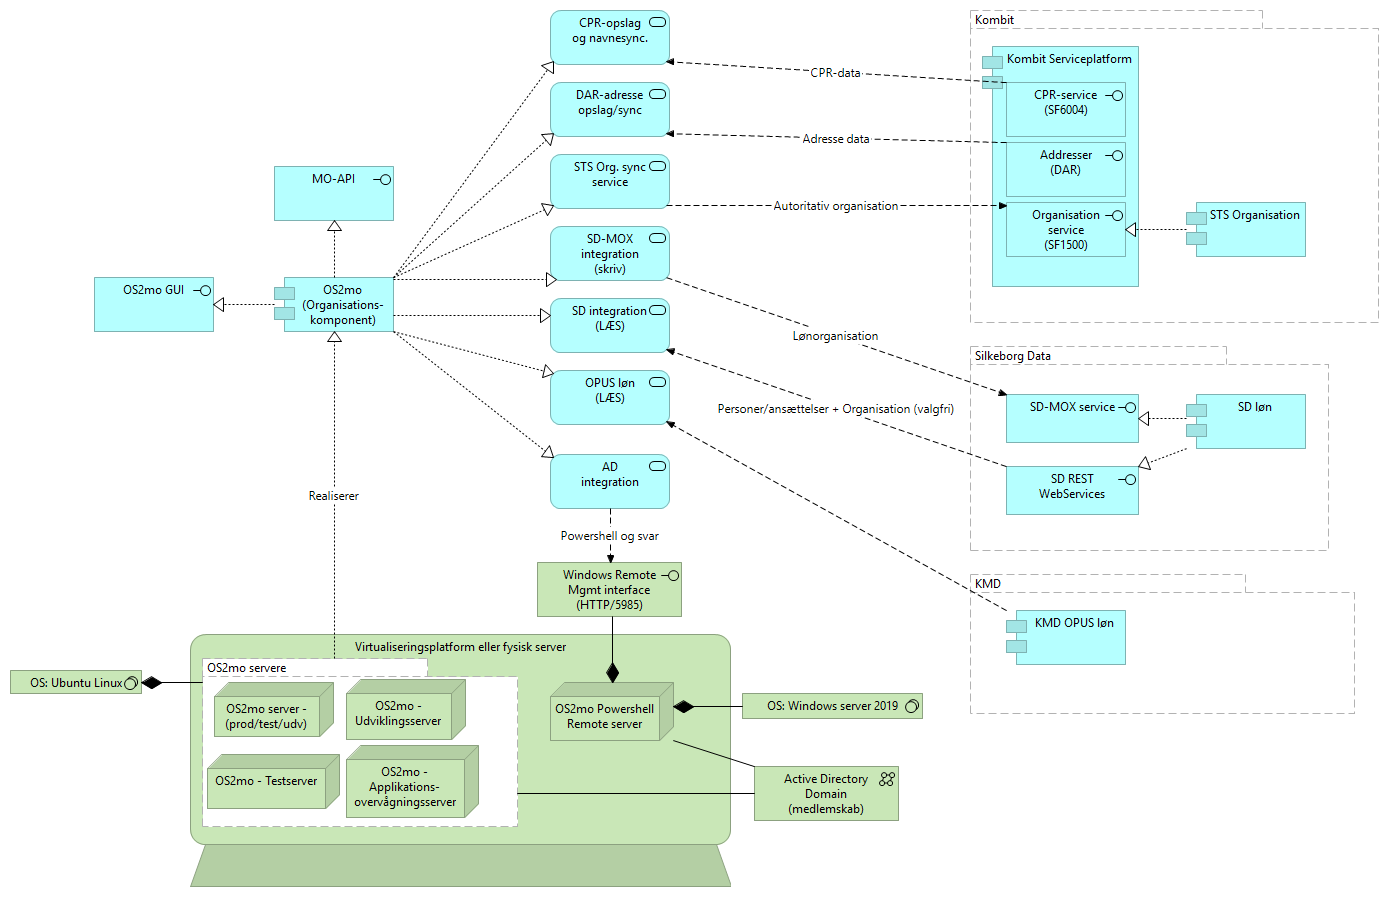 CPR-opslag
og navnesync.
DAR-adresse
opslag/sync
STS Org. sync
service
SD-MOX
integration
(skriv)
SD integration
(LÆS)
OPUS løn
(LÆS)
AD
integration
MO-API
OS2mo GUI
OS2mo
(Organisations-
komponent)
Realiserer
CPR-data
Adresse data
Autoritativ organisation
Lønorganisation
Personer/ansættelser + Organisation (valgfri)
Powershell og svar
Kombit
Kombit Serviceplatform
CPR-service
(SF6004)
Addresser
(DAR)
Organisation
service
(SF1500)
STS Organisation
Silkeborg Data
SD-MOX service
SD løn
SD REST
WebServices
KMD
KMD OPUS løn
Windows Remote
Mgmt interface
(HTTP/5985)
Virtualiseringsplatform eller fysisk server
OS2mo servere
OS: Ubuntu Linux
OS2mo server -
(prod/test/udv)
OS2mo -
Udviklingsserver
OS2mo - Testserver
OS2mo -
Applikations-
overvågningsserver
OS2mo Powershell
Remote server
OS: Windows server 2019
Active Directory
Domain
(medlemskab)